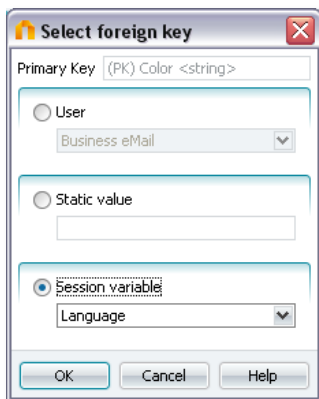 Select foreign key
Primary Key (PK) Color <string>
User
Business eMail
Static value
Session variable
Language
OK Cancel Help